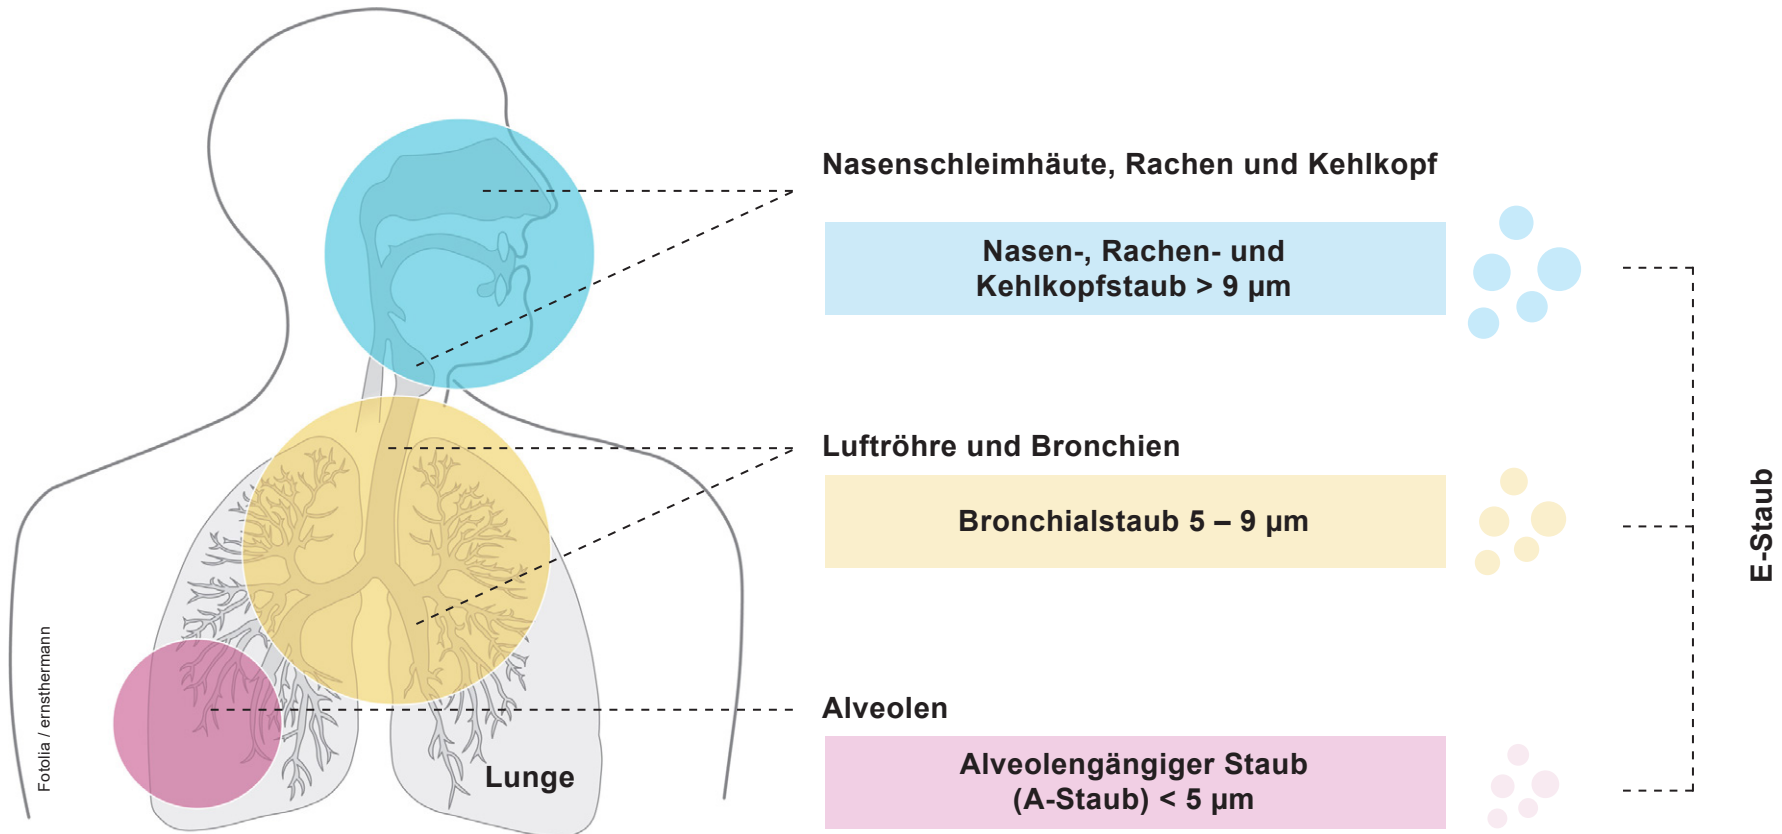 Nasenschleimhäute, Rachen und Kehlkopf
Nasen-, Rachen- und
Kehlkopfstaub > 9 µm
Luftröhre und Bronchien
Bronchialstaub 5 – 9 µm
Alveolen
Alveolengängiger Staub
(A-Staub) < 5 µm
E-Staub
Lunge
Fotolia / ernsthermann